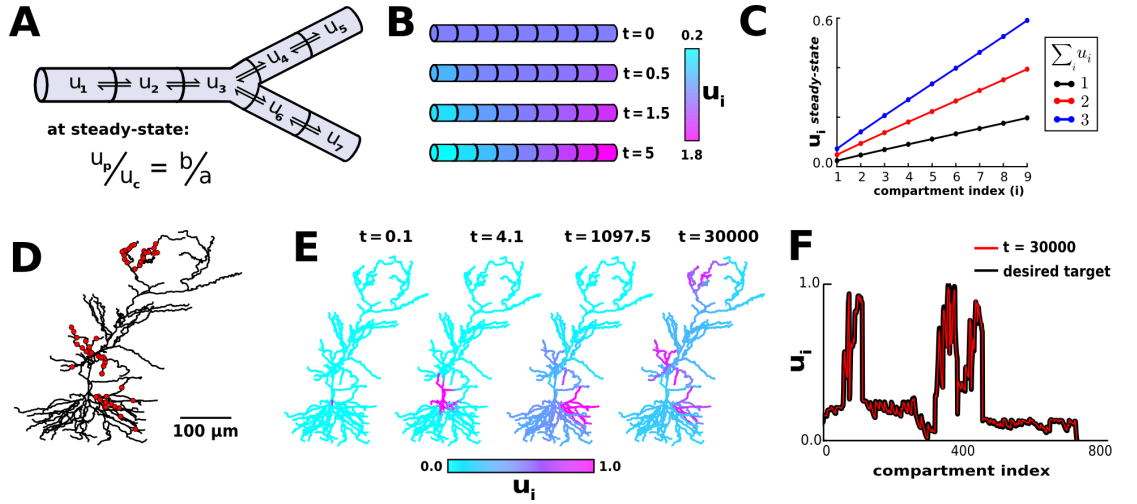 A
u₁ ⇌ u₂ ⇌ u₃
u₄ ⇌ u₅
u₆ ⇌ u₇
at steady-state:
uₚ/u_c = b/a
B
t = 0
t = 0.5
t = 1.5
t = 5
0.2
uᵢ
1.8
C
0.6
0.0
uᵢ steady-state
1 2 3 4 5 6 7 8 9
compartment index (i)
∑ᵢ uᵢ
1
2
3
D
100 μm
E
t = 0.1
t = 4.1
t = 1097.5
t = 30000
0.0
1.0
uᵢ
F
t = 30000
desired target
1.0
uᵢ
0.0
0
400
800
compartment index